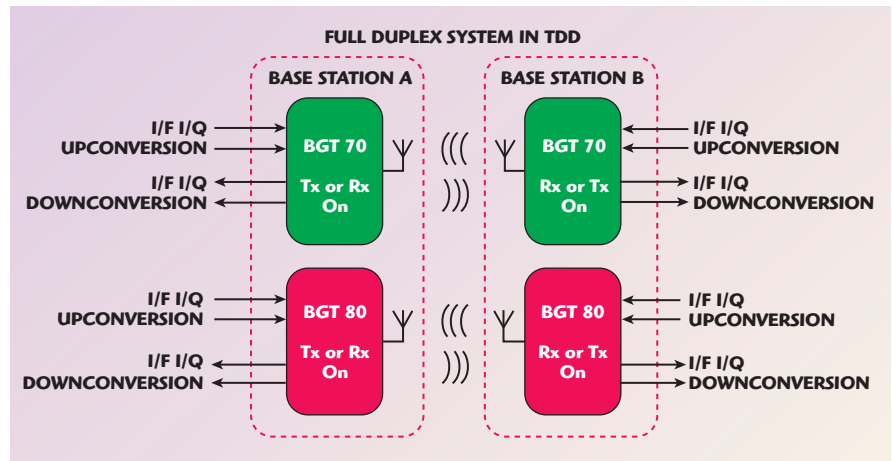 FULL DUPLEX SYSTEM IN TDD
BASE STATION A
BASE STATION B
I/F I/Q
UPCONVERSION
I/F I/Q
DOWNCONVERSION
BGT 70
Tx or Rx
On
BGT 70
Rx or Tx
On
I/F I/Q
UPCONVERSION
I/F I/Q
DOWNCONVERSION
I/F I/Q
UPCONVERSION
I/F I/Q
DOWNCONVERSION
BGT 80
Tx or Rx
On
BGT 80
Rx or Tx
On
I/F I/Q
UPCONVERSION
I/F I/Q
DOWNCONVERSION